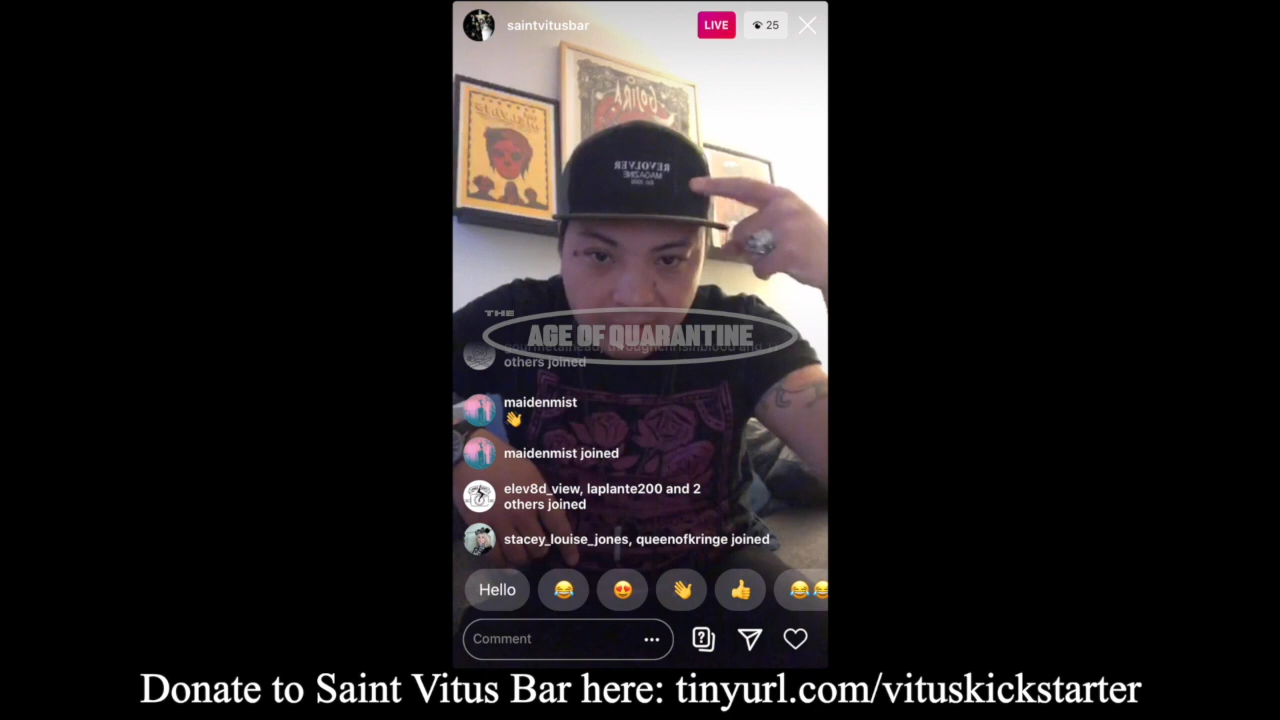 saintvitusbar
LIVE
25
GOJIRA
REVOLVER
MAGAZINE
THE
AGE OF QUARANTINE
others joined
maidenmist
maidenmist joined
elev8d_view, laplante200 and 2
others joined
stacey_louise_jones, queenofkringe joined
Hello
Comment
Donate to Saint Vitus Bar here: tinyurl.com/vituskickstarter